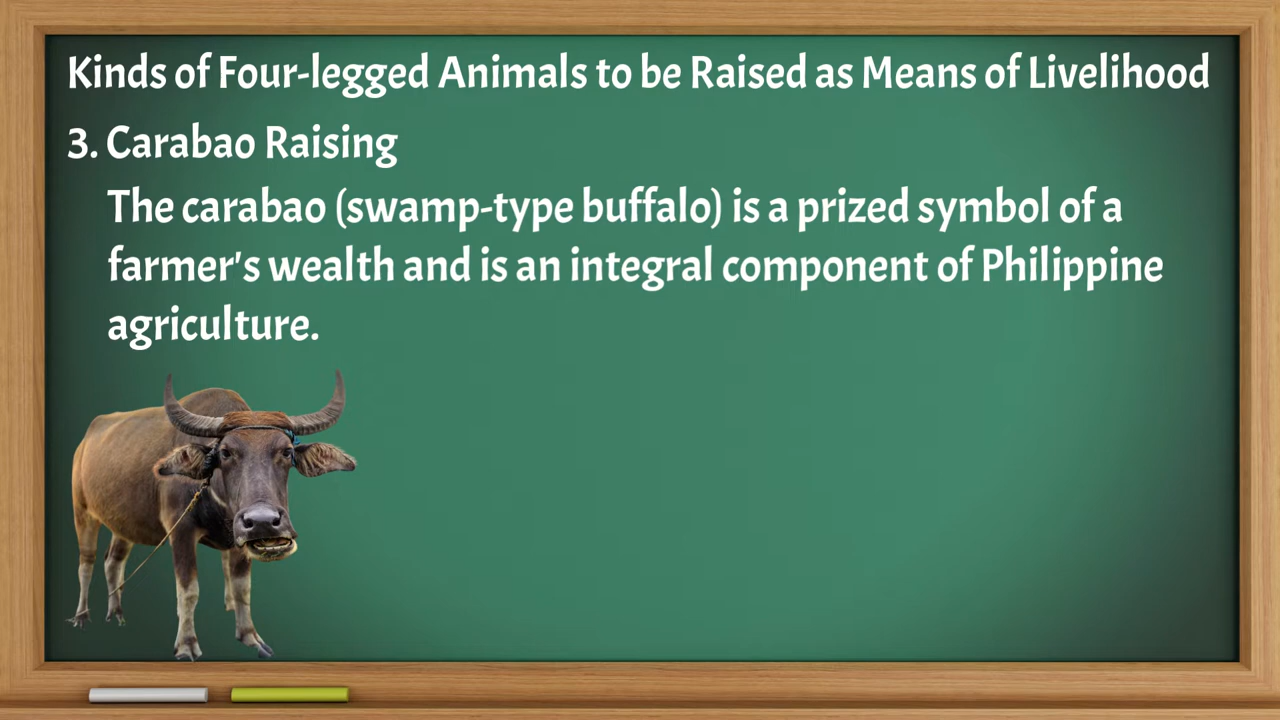 Kinds of Four-legged Animals to be Raised as Means of Livelihood
3. Carabao Raising
The carabao (swamp-type buffalo) is a prized symbol of a
farmer's wealth and is an integral component of Philippine
agriculture.